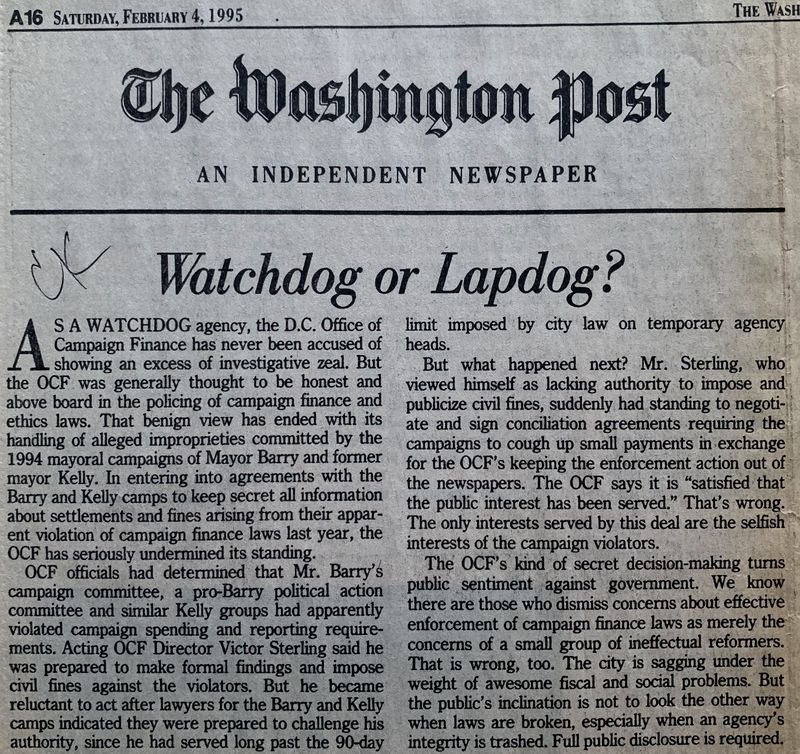 A16 SATURDAY, FEBRUARY 4, 1995
THE WASH
The Washington Post
AN INDEPENDENT NEWSPAPER
Watchdog or Lapdog?
AS A WATCHDOG agency, the D.C. Office of
Campaign Finance has never been accused of
showing an excess of investigative zeal. But
the OCF was generally thought to be honest and
above board in the policing of campaign finance and
ethics laws. That benign view has ended with its
handling of alleged improprieties committed by the
1994 mayoral campaigns of Mayor Barry and former
mayor Kelly. In entering into agreements with the
Barry and Kelly camps to keep secret all information
about settlements and fines arising from their appar-
ent violation of campaign finance laws last year, the
OCF has seriously undermined its standing.
OCF officials had determined that Mr. Barry's
campaign committee, a pro-Barry political action
committee and similar Kelly groups had apparently
violated campaign spending and reporting require-
ments. Acting OCF Director Victor Sterling said he
was prepared to make formal findings and impose
civil fines against the violators. But he became
reluctant to act after lawyers for the Barry and Kelly
camps indicated they were prepared to challenge his
authority, since he had served long past the 90-day
limit imposed by city law on temporary agency
heads.
But what happened next? Mr. Sterling, who
viewed himself as lacking authority to impose and
publicize civil fines, suddenly had standing to negoti-
ate and sign conciliation agreements requiring the
campaigns to cough up small payments in exchange
for the OCF's keeping the enforcement action out of
the newspapers. The OCF says it is "satisfied that
the public interest has been served." That's wrong.
The only interests served by this deal are the selfish
interests of the campaign violators.
The OCF's kind of secret decision-making turns
public sentiment against government. We know
there are those who dismiss concerns about effective
enforcement of campaign finance laws as merely the
concerns of a small group of ineffectual reformers.
That is wrong, too. The city is sagging under the
weight of awesome fiscal and social problems. But
the public's inclination is not to look the other way
when laws are broken, especially when an agency's
integrity is trashed. Full public disclosure is required.